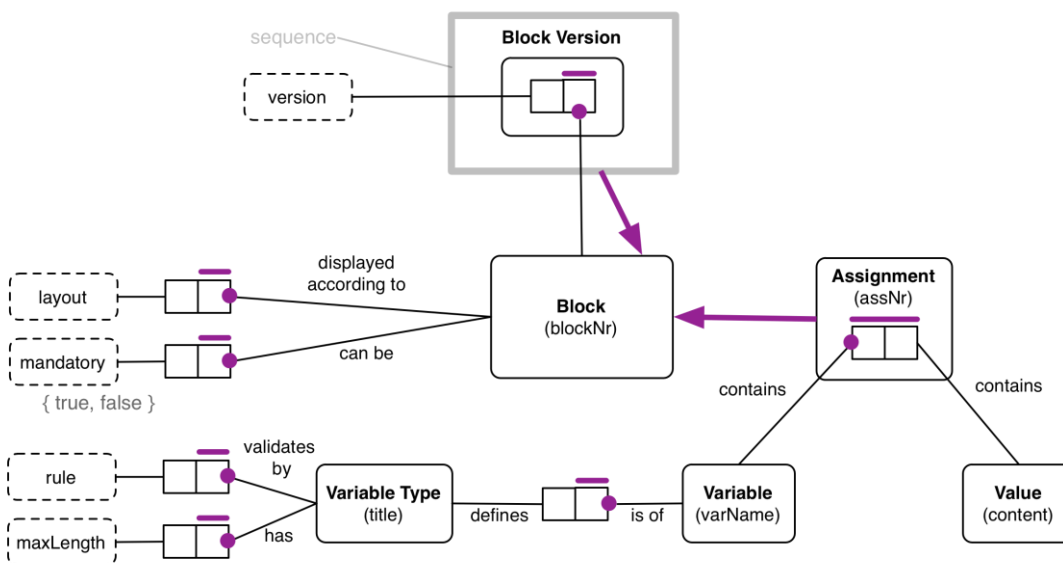 sequence
Block Version
version
displayed
according to
layout
Block
(blockNr)
Assignment
(assNr)
mandatory
can be
{ true, false }
contains
contains
validates
by
rule
Variable Type
(title)
defines
is of
Variable
(varName)
Value
(content)
maxLength
has